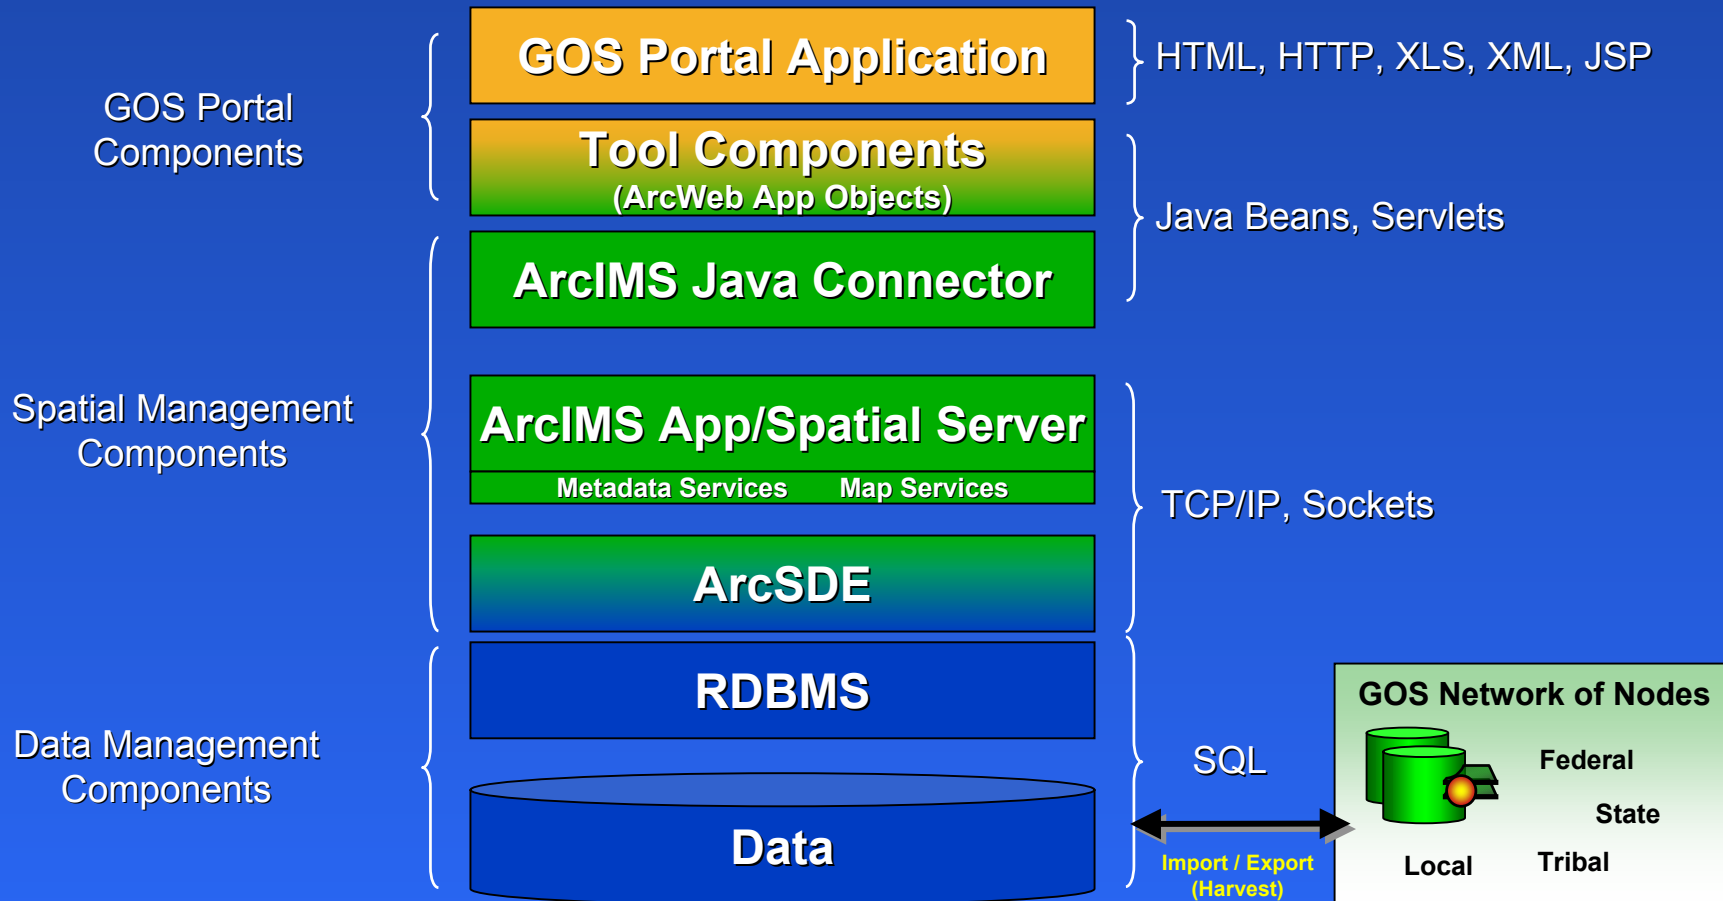 GOS Portal Application
HTML, HTTP, XLS, XML, JSP
GOS Portal
Components
Tool Components
(ArcWeb App Objects)
Java Beans, Servlets
ArcIMS Java Connector
Spatial Management
Components
ArcIMS App/Spatial Server
Metadata Services Map Services
TCP/IP, Sockets
ArcSDE
RDBMS
Data Management
Components
SQL
Data
Import / Export
(Harvest)
GOS Network of Nodes
Federal
State
Local
Tribal